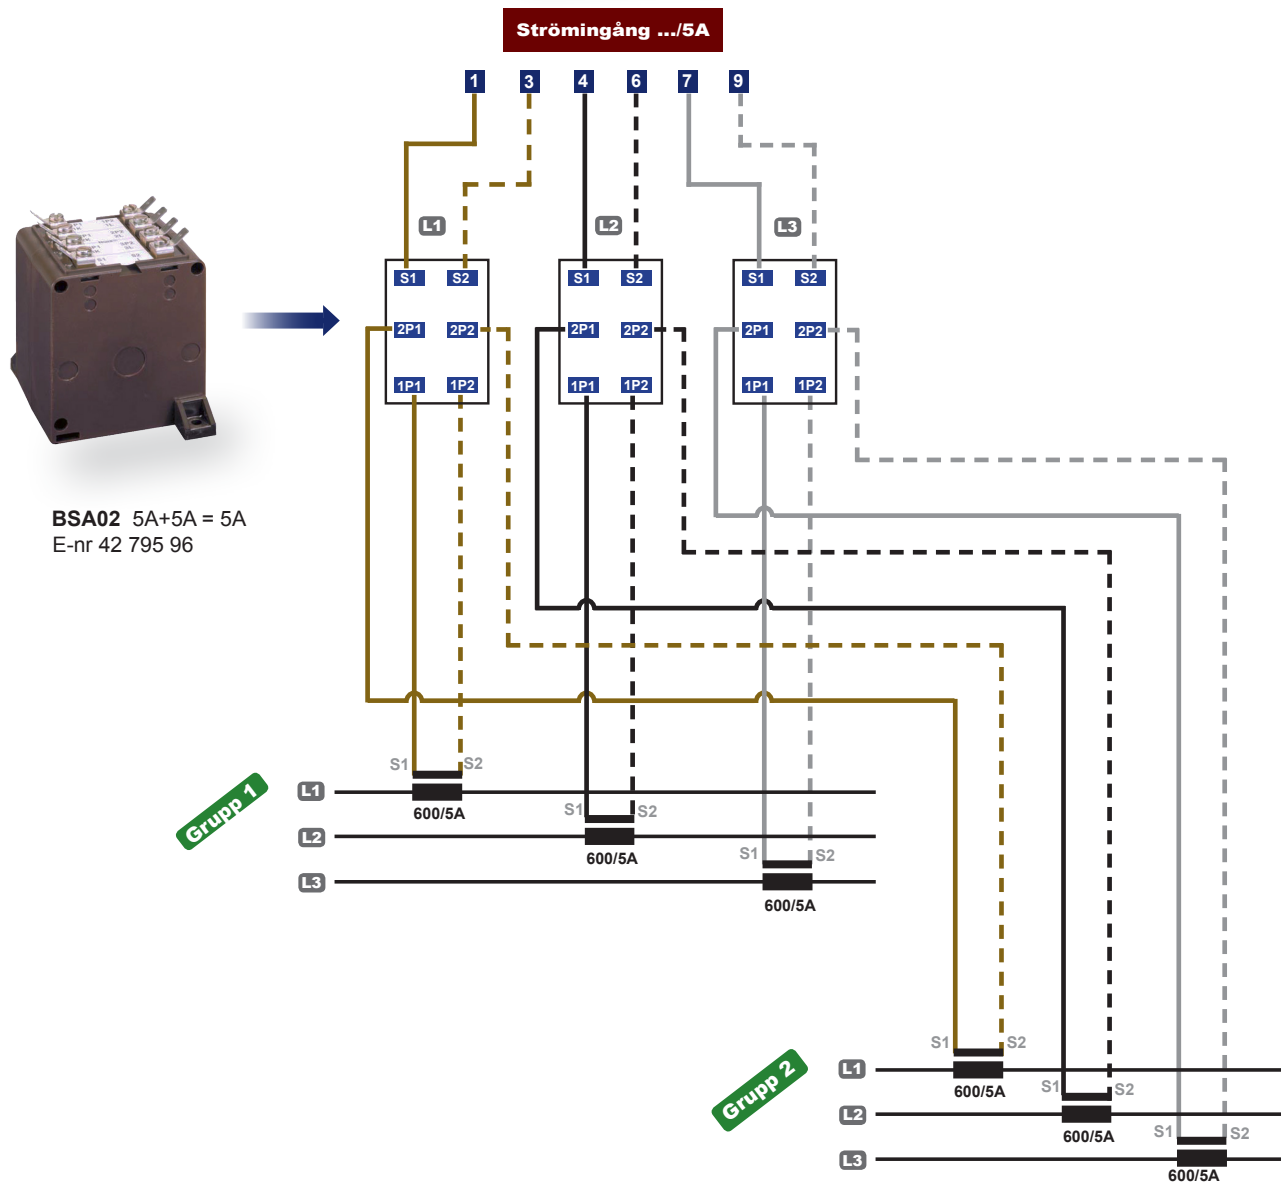 Strömingång .../5A
1 3 4 6 7 9
L1 L2 L3
S1 S2 S1 S2 S1 S2
2P1 2P2 2P1 2P2 2P1 2P2
1P1 1P2 1P1 1P2 1P1 1P2
BSA02 5A+5A = 5A
E-nr 42 795 96
Grupp 1
S1 S2
L1
600/5A
S1 S2
L2
600/5A
S1 S2
L3
600/5A
Grupp 2
S1 S2
L1
600/5A
S1 S2
L2
600/5A
S1 S2
L3
600/5A